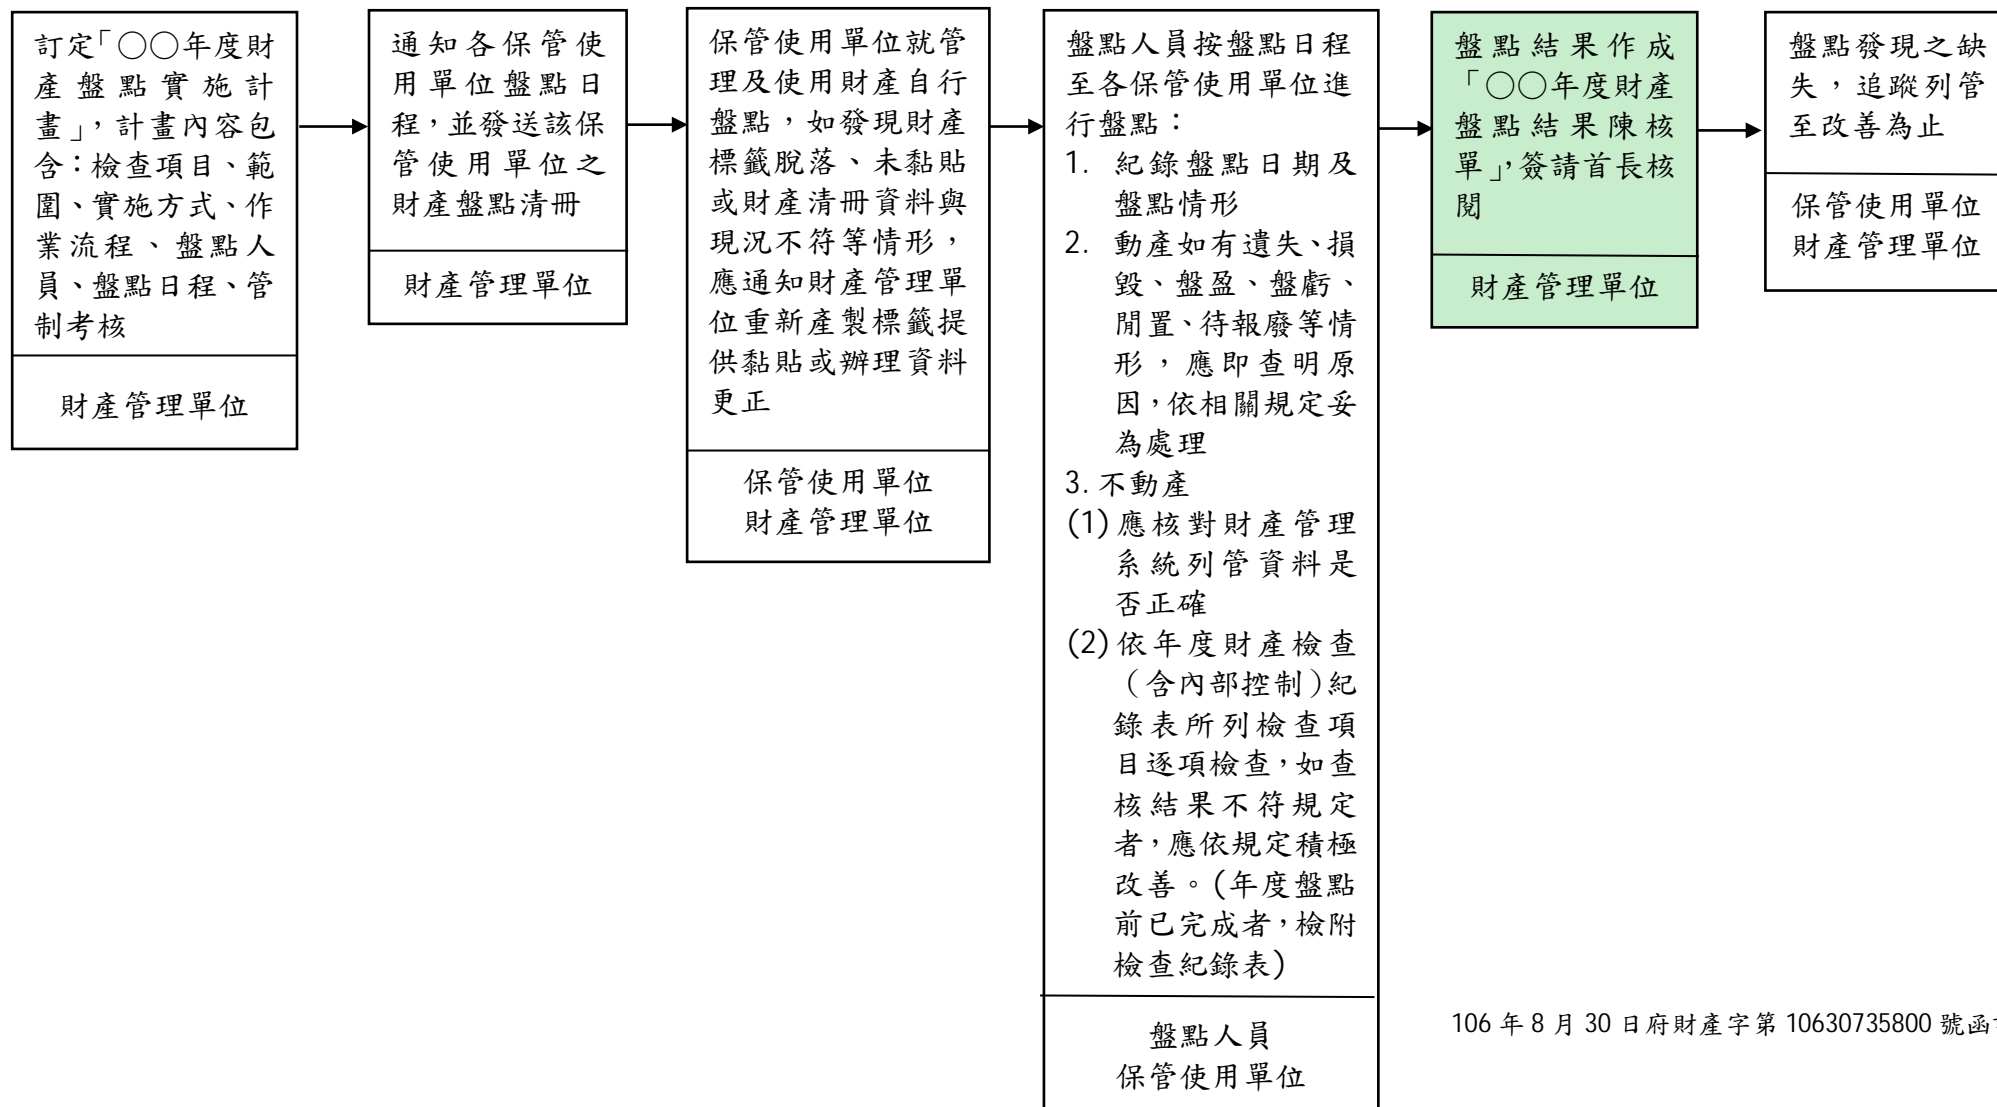 訂定「○○年度財
產盤點實施計
畫」，計畫內容包
含：檢查項目、範
圍、實施方式、作
業流程、盤點人
員、盤點日程、管
制考核
財產管理單位
通知各保管使
用單位盤點日
程，並發送該保
管使用單位之
財產盤點清冊
財產管理單位
保管使用單位就管
理及使用財產自行
盤點，如發現財產
標籤脫落、未黏貼
或財產清冊資料與
現況不符等情形，
應通知財產管理單
位重新產製標籤提
供黏貼或辦理資料
更正
保管使用單位
財產管理單位
盤點人員按盤點日程
至各保管使用單位進
行盤點：
1. 紀錄盤點日期及
盤點情形
2. 動產如有遺失、損
毀、盤盈、盤虧、
閒置、待報廢等情
形，應即查明原
因，依相關規定妥
為處理
3. 不動產
(1) 應核對財產管理
系統列管資料是
否正確
(2) 依年度財產檢查
（含內部控制）紀
錄表所列檢查項
目逐項檢查，如查
核結果不符規定
者，應依規定積極
改善。(年度盤點
前已完成者，檢附
檢查紀錄表)
盤點人員
保管使用單位
盤點結果作成
「○○年度財產
盤點結果陳核
單」，簽請首長核
閱
財產管理單位
盤點發現之缺
失，追蹤列管
至改善為止
保管使用單位
財產管理單位
106 年 8 月 30 日府財產字第 10630735800 號函